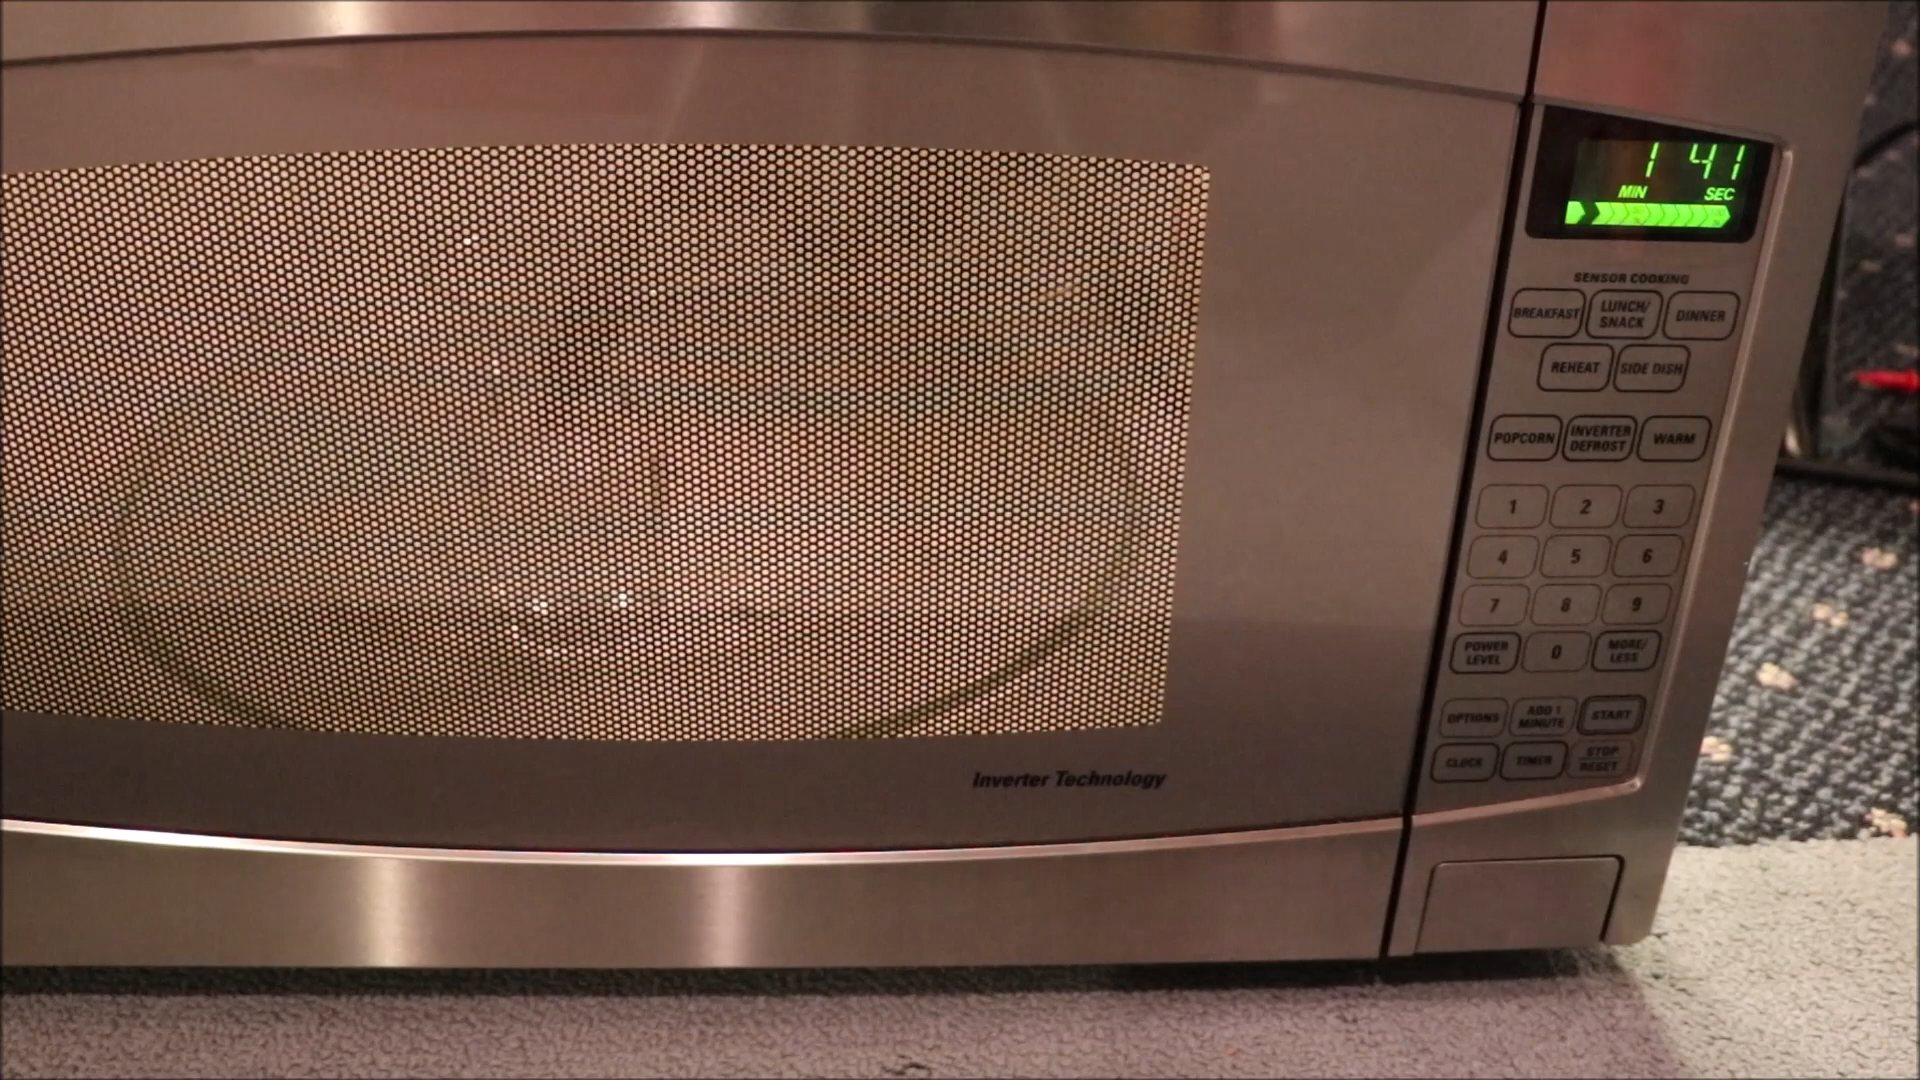 1 41
MIN SEC
SENSOR COOKING
BREAKFAST LUNCH/SNACK DINNER
REHEAT SIDE DISH
POPCORN INVERTER DEFROST WARM
1 2 3
4 5 6
7 8 9
POWER LEVEL 0 MORE/LESS
OPTIONS ADD 1 MINUTE START
CLOCK TIMER STOP RESET
Inverter Technology